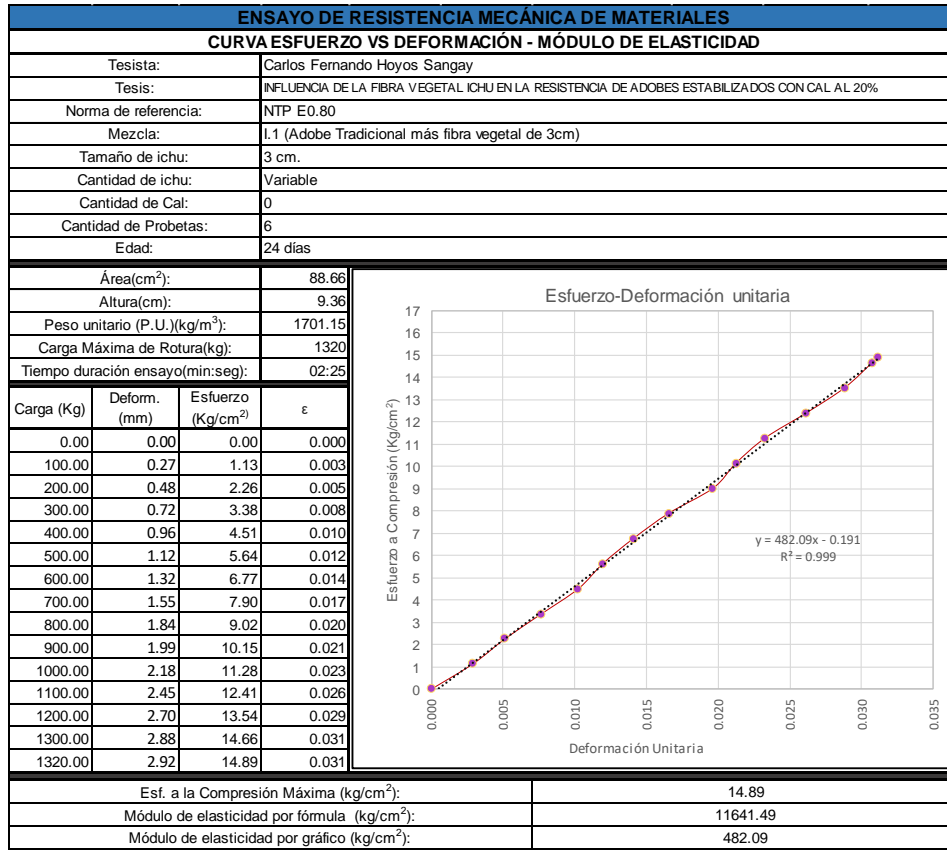 ENSAYO DE RESISTENCIA MECÁNICA DE MATERIALES
CURVA ESFUERZO VS DEFORMACIÓN - MÓDULO DE ELASTICIDAD
Tesista: Carlos Fernando Hoyos Sangay
Tesis: INFLUENCIA DE LA FIBRA VEGETAL ICHU EN LA RESISTENCIA DE ADOBES ESTABILIZADOS CON CAL AL 20%
Norma de referencia: NTP E0.80
Mezcla: I.1 (Adobe Tradicional más fibra vegetal de 3cm)
Tamaño de ichu: 3 cm.
Cantidad de ichu: Variable
Cantidad de Cal: 0
Cantidad de Probetas: 6
Edad: 24 días
Área(cm²): 88.66
Altura(cm): 9.36
Peso unitario (P.U.)(kg/m³): 1701.15
Carga Máxima de Rotura(kg): 1320
Tiempo duración ensayo(min:seg): 02:25
Carga (Kg) Deform. (mm) Esfuerzo (Kg/cm²) ε
0.00 0.00 0.00 0.000
100.00 0.27 1.13 0.003
200.00 0.48 2.26 0.005
300.00 0.72 3.38 0.008
400.00 0.96 4.51 0.010
500.00 1.12 5.64 0.012
600.00 1.32 6.77 0.014
700.00 1.55 7.90 0.017
800.00 1.84 9.02 0.020
900.00 1.99 10.15 0.021
1000.00 2.18 11.28 0.023
1100.00 2.45 12.41 0.026
1200.00 2.70 13.54 0.029
1300.00 2.88 14.66 0.031
1320.00 2.92 14.89 0.031
Esfuerzo-Deformación unitaria
Esfuerzo a Compresión (Kg/cm²)
17
16
15
14
13
12
11
10
9
8
7
6
5
4
3
2
1
0
y = 482.09x - 0.191
R² = 0.999
0.000 0.005 0.010 0.015 0.020 0.025 0.030 0.035
Deformación Unitaria
Esf. a la Compresión Máxima (kg/cm²): 14.89
Módulo de elasticidad por fórmula (kg/cm²): 11641.49
Módulo de elasticidad por gráfico (kg/cm²): 482.09